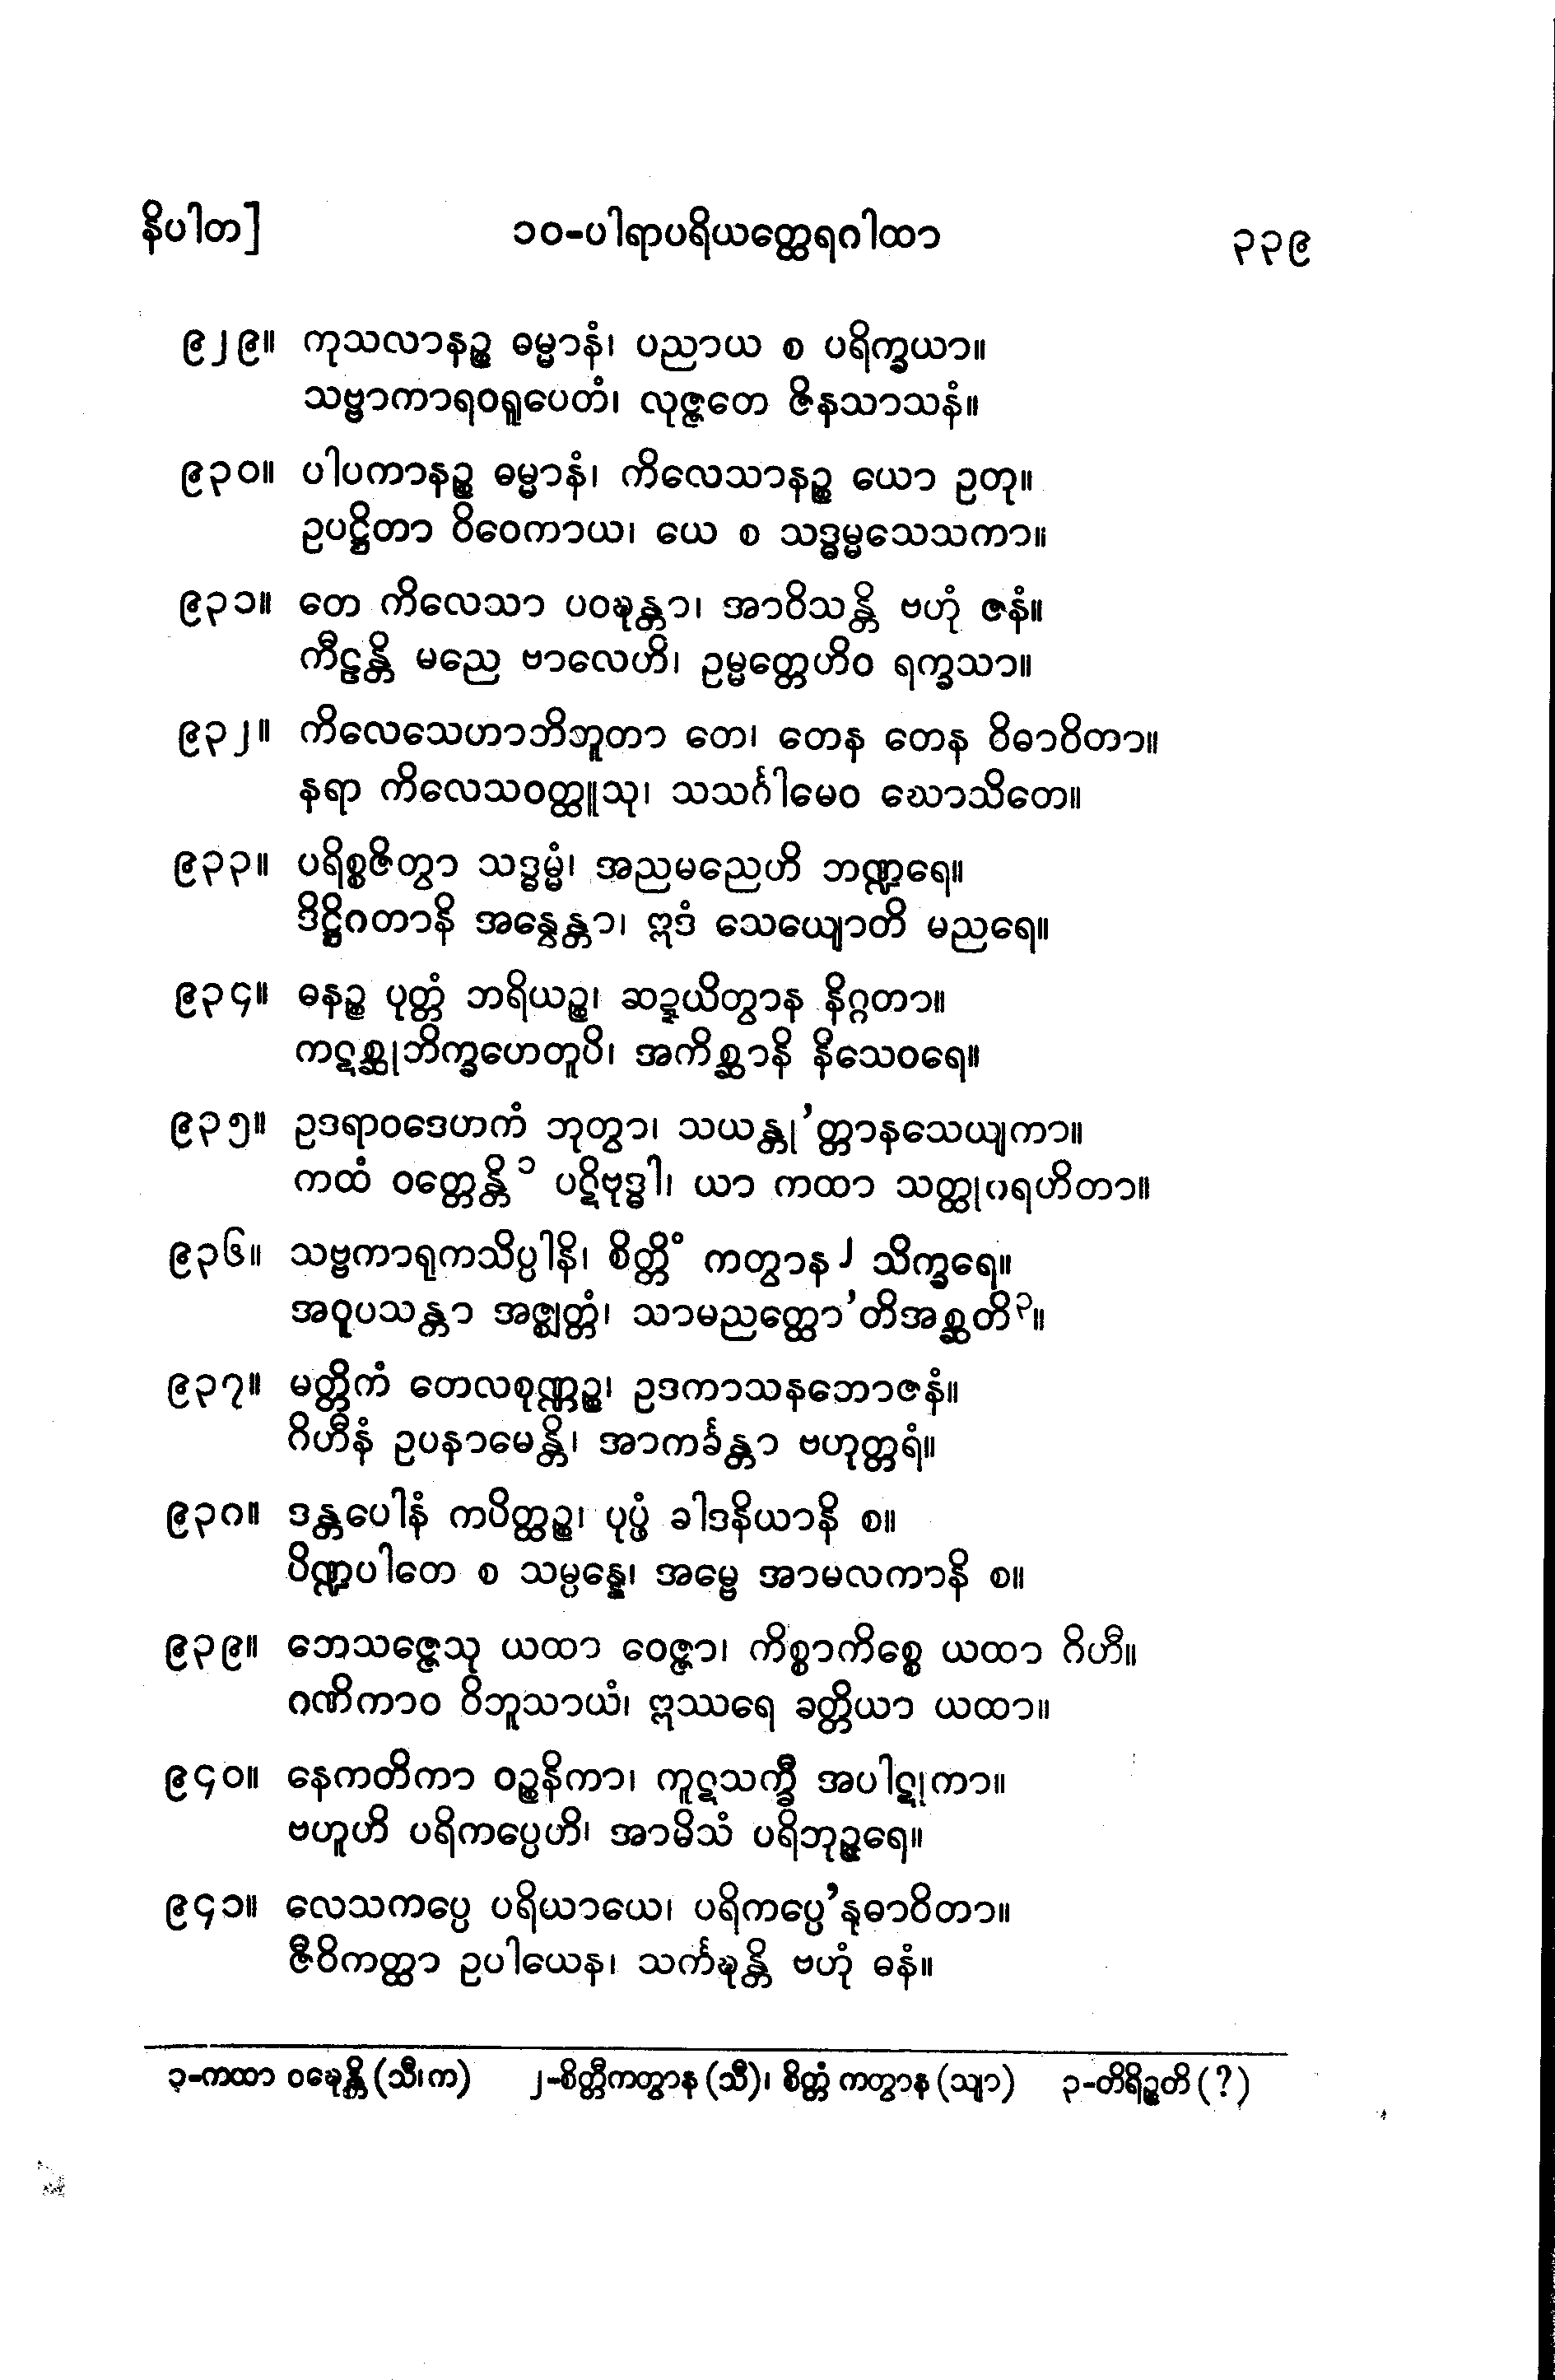 နိပါတ] ၁၀-ပါရာပရိယတ္ထေရဂါထာ ၃၃၉
၉၂၉။ ကုသလာနဉ္စ ဓမ္မာနံ၊ ပညာယ စ ပရိက္ခယာ။
သဗ္ဗာကာရဝရူပေတံ၊ လုဇ္ဇတေ ဇိနသာသနံ။
၉၃၀။ ပါပကာနဉ္စ ဓမ္မာနံ၊ ကိလေသာနဉ္စ ယော ဥတု။
ဥပဋ္ဌိတာ ဝိဝေကာယ၊ ယေ စ သဒ္ဓမ္မသေသကာ။
၉၃၁။ တေ ကိလေသာ ပဝဍ္ဎန္တာ၊ အာဝိသန္တိ ဗဟုံ ဇနံ။
ကီဠန္တိ မညေ ဗာလေဟိ၊ ဥမ္မတ္တေဟိဝ ရက္ခသာ။
၉၃၂။ ကိလေသေဟာဘိဘူတာ တေ၊ တေန တေန ဝိဓာဝိတာ။
နရာ ကိလေသဝတ္ထူသု၊ သသင်္ဂါမေဝ ဃောသိတေ။
၉၃၃။ ပရိစ္စဇိတွာ သဒ္ဓမ္မံ၊ အညမညေဟိ ဘဏ္ဍရေ။
ဒိဋ္ဌိဂတာနိ အန္ဝေန္တာ၊ ဣဒံ သေယျောတိ မညရေ။
၉၃၄။ ဓနဉ္စ ပုတ္တံ ဘရိယဉ္စ၊ ဆဍ္ဍယိတွာန နိဂ္ဂတာ။
ကဋစ္ဆုဘိက္ခဟေတူပိ၊ အကိစ္ဆာနိ နိသေဝရေ။
၉၃၅။ ဥဒရာဝဒေဟကံ ဘုတွာ၊ သယန္တု’တ္တာနသေယျကာ။
ကထံ ဝတ္တေန္တိ၁ ပဋိဗုဒ္ဓါ၊ ယာ ကထာ သတ္ထုဂရဟိတာ။
၉၃၆။ သဗ္ဗကာရုကသိပ္ပါနိ၊ စိတ္တိံ ကတွာန၂ သိက္ခရေ။
အဝူပသန္တာ အဇ္ဈတ္တံ၊ သာမညတ္ထော’တိအစ္ဆတိ၃။
၉၃၇။ မတ္တိကံ တေလစုဏ္ဏဉ္စ၊ ဥဒကာသနဘောဇနံ။
ဂိဟီနံ ဥပနာမေန္တိ၊ အာကင်္ခန္တာ ဗဟုတ္တရံ။
၉၃၈။ ဒန္တပေါနံ ကပိတ္ထဉ္စ၊ ပုပ္ဖံ ခါဒနိယာနိ စ။
ပိဏ္ဍပါတေ စ သမ္ပန္နေ၊ အမ္ဗေ အာမလကာနိ စ။
၉၃၉။ ဘေသဇ္ဇေသု ယထာ ဝေဇ္ဇာ၊ ကိစ္စာကိစ္စေ ယထာ ဂိဟီ။
ဂဏိကာဝ ဝိဘူသာယံ၊ ဣဿရေ ခတ္တိယာ ယထာ။
၉၄၀။ နေကတိကာ ဝဉ္စနိကာ၊ ကူဋသက္ခီ အပါဋုကာ။
ဗဟူဟိ ပရိကပ္ပေဟိ၊ အာမိသံ ပရိဘုဉ္ဇရေ။
၉၄၁။ လေသကပ္ပေ ပရိယာယေ၊ ပရိကပ္ပေ’နုဓာဝိတာ။
ဇီဝိကတ္ထာ ဥပါယေန၊ သင်္ကဍ္ဎန္တိ ဗဟုံ ဓနံ။
၁-ကထာ ဝဍ္ဎေန္တိ (သီ၊က) ၂-စိတ္တီကတွာန (သီ)၊ စိတ္တံ ကတွာန (သျာ) ၃-တိရိဉ္စတိ (?)